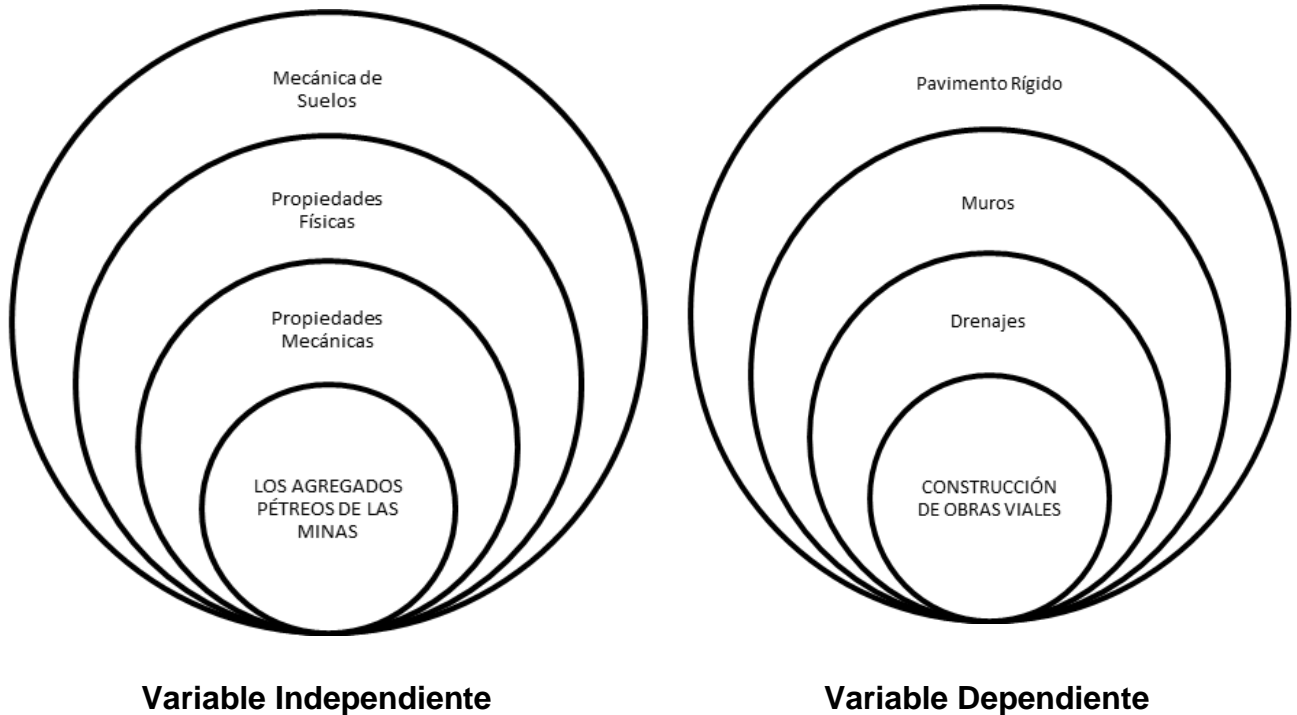 Mecánica de
Suelos
Propiedades
Físicas
Propiedades
Mecánicas
LOS AGREGADOS
PÉTREOS DE LAS
MINAS
Variable Independiente
Pavimento Rígido
Muros
Drenajes
CONSTRUCCIÓN
DE OBRAS VIALES
Variable Dependiente